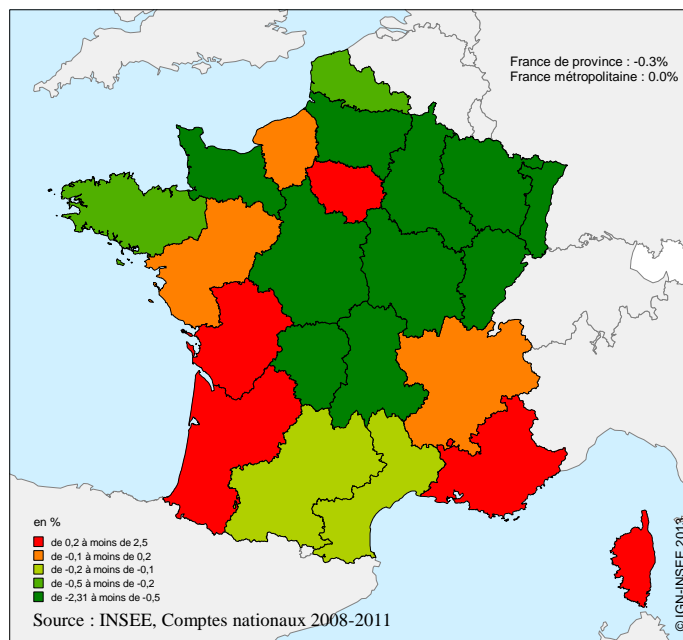 France de province : -0.3%
France métropolitaine : 0.0%
en %
de 0,2 à moins de 2,5
de -0,1 à moins de 0,2
de -0,2 à moins de -0,1
de -0,5 à moins de -0,2
de -2,31 à moins de -0,5
Source : INSEE, Comptes nationaux 2008-2011
© IGN-INSEE 2013